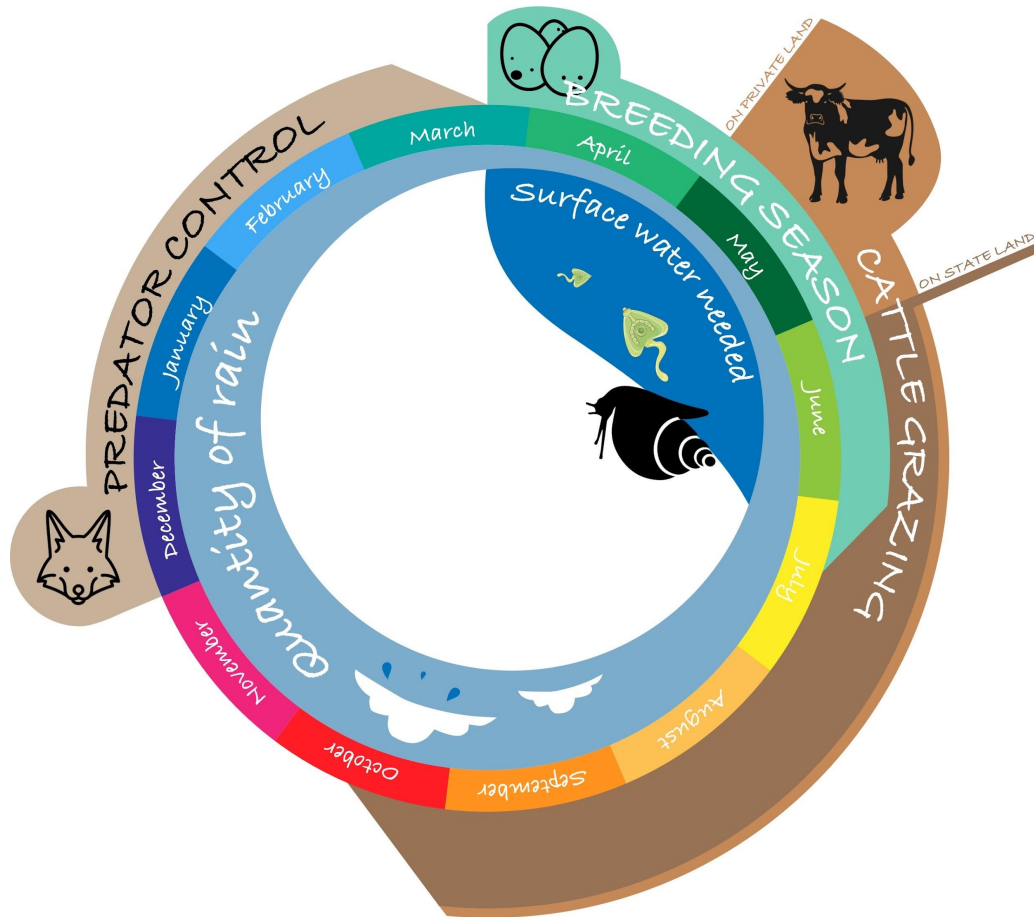 PREDATOR CONTROL
BREEDING SEASON
ON PRIVATE LAND
CATTLE GRAZING
ON STATE LAND
January
February
March
April
May
June
July
August
September
October
November
December
Surface water needed
Quantity of rain